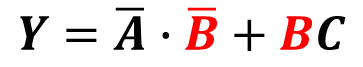 Y = A̅ · B̅ + BC